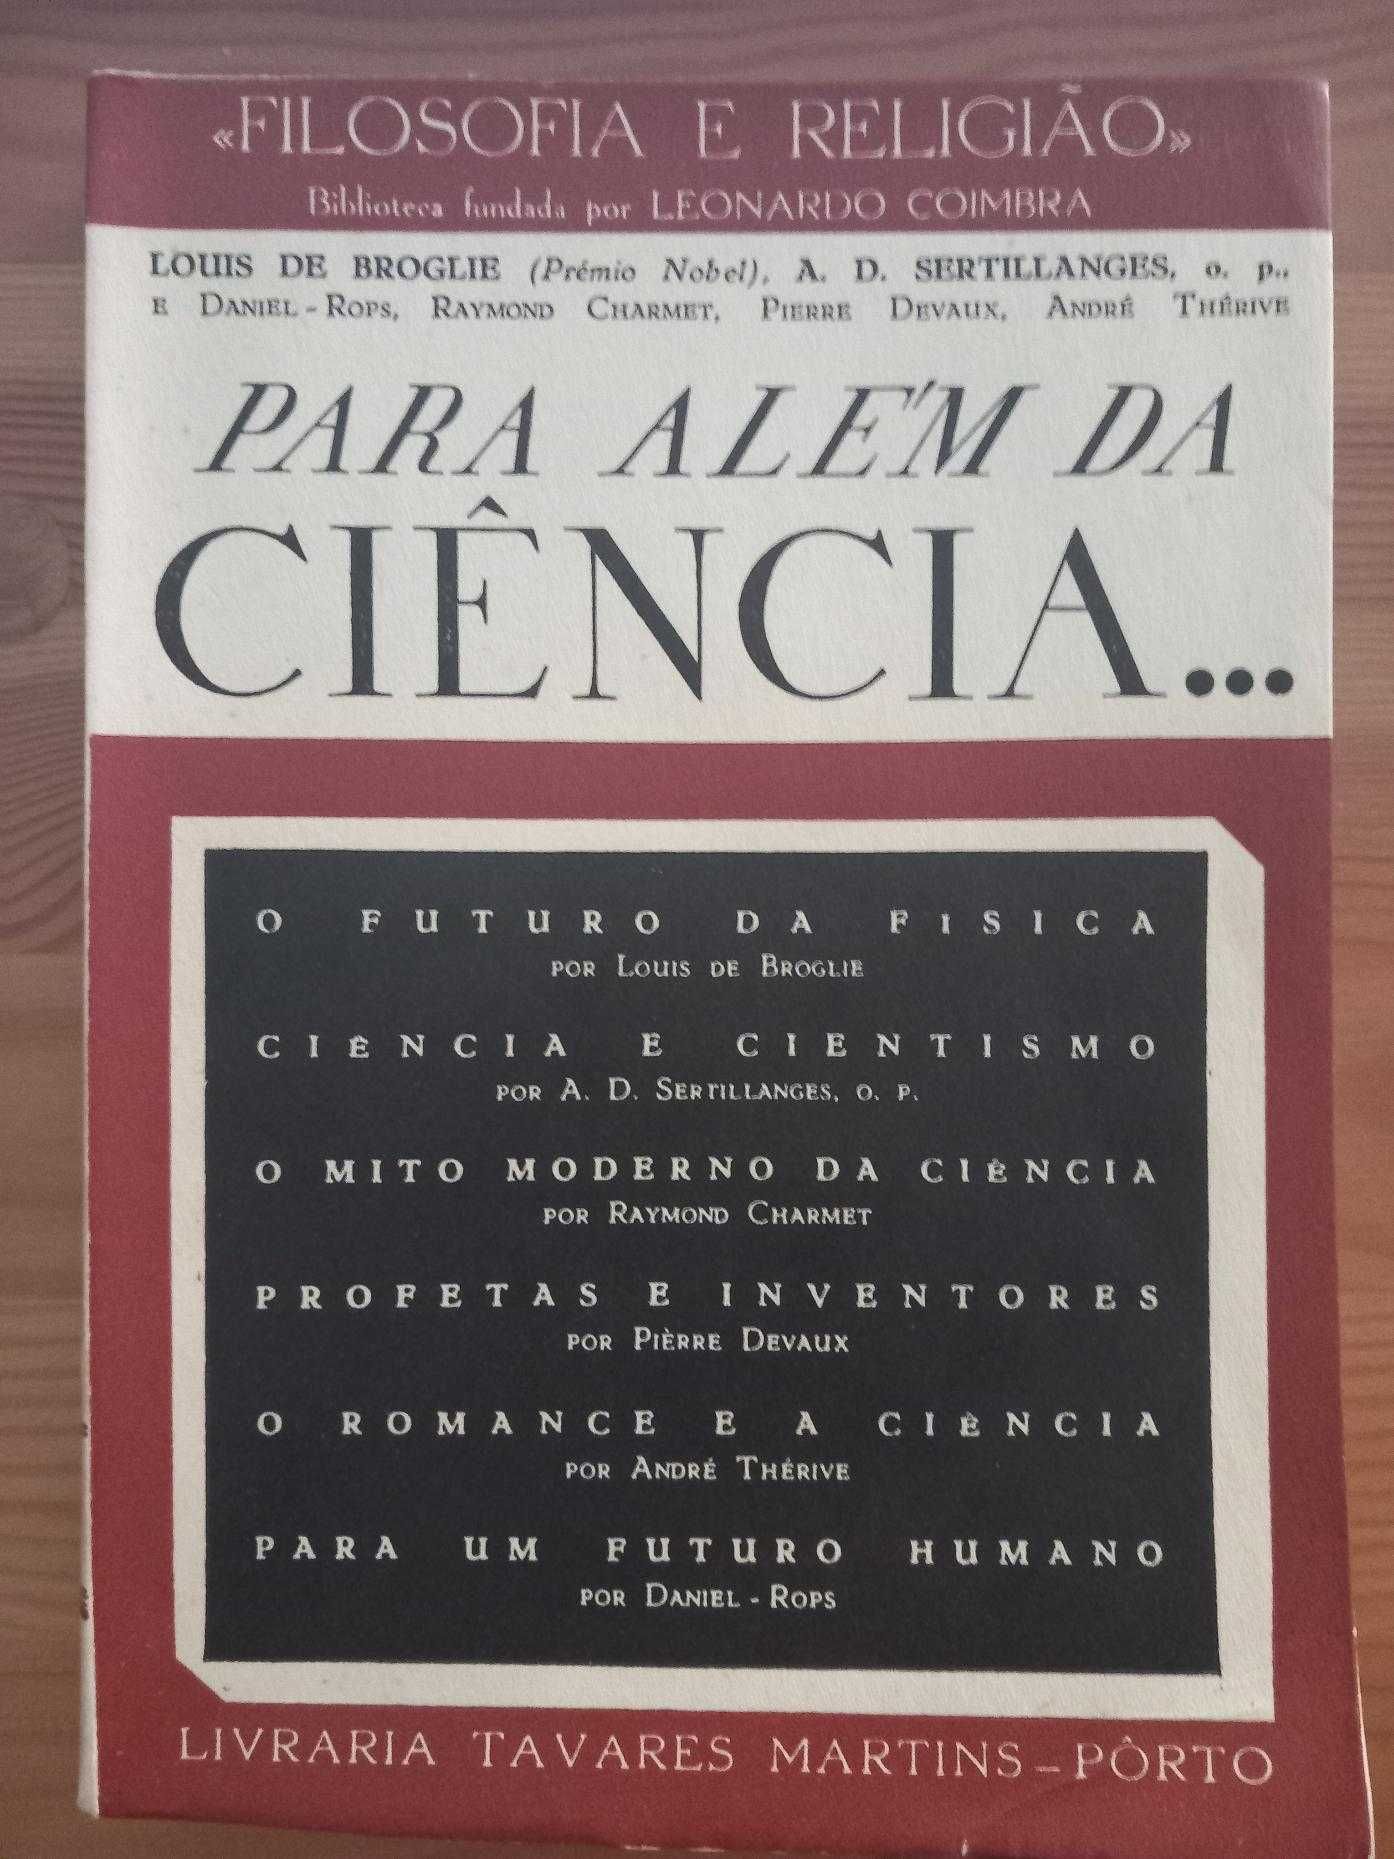 «FILOSOFIA E RELIGIÃO»
Biblioteca fundada por LEONARDO COIMBRA
LOUIS DE BROGLIE (Prémio Nobel), A. D. SERTILLANGES, o. p.,
E DANIEL-ROPS, RAYMOND CHARMET, PIERRE DEVAUX, ANDRÉ THÉRIVE
PARA ALÉM DA
CIÊNCIA...
O FUTURO DA FISICA
POR LOUIS DE BROGLIE
CIÊNCIA E CIENTISMO
POR A. D. SERTILLANGES, O. P.
O MITO MODERNO DA CIÊNCIA
POR RAYMOND CHARMET
PROFETAS E INVENTORES
POR PIÈRRE DEVAUX
O ROMANCE E A CIÊNCIA
POR ANDRÉ THÉRIVE
PARA UM FUTURO HUMANO
POR DANIEL-ROPS
LIVRARIA TAVARES MARTINS–PÔRTO